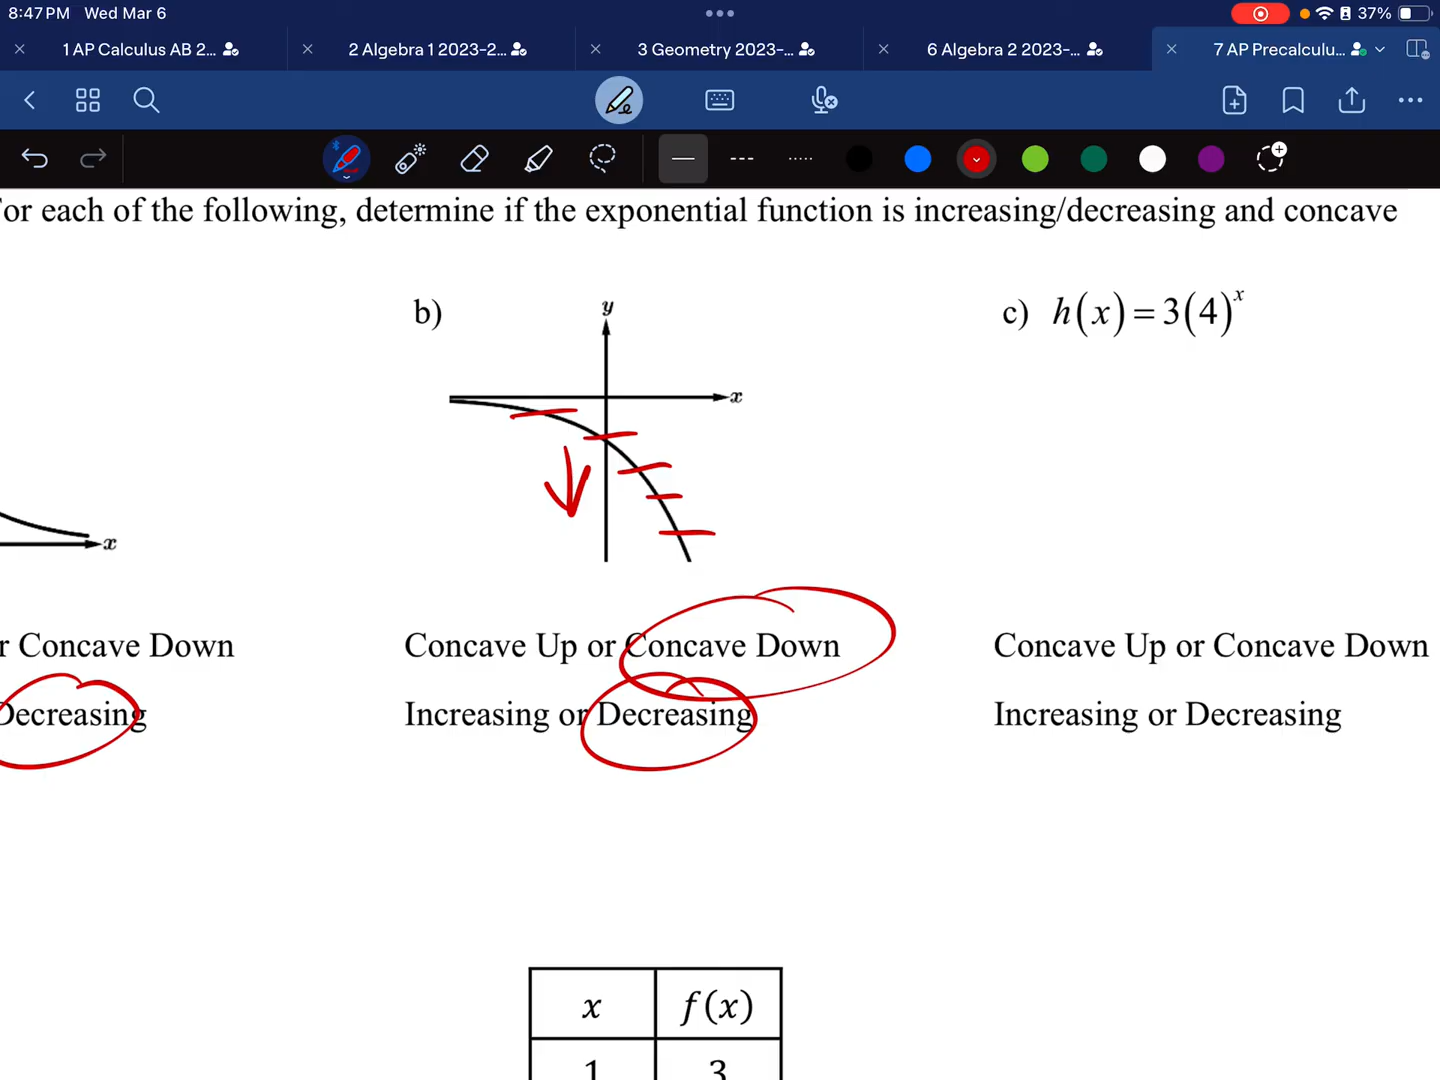 8:47 PM Wed Mar 6
37%
1 AP Calculus AB 2...
2 Algebra 1 2023-2...
3 Geometry 2023-...
6 Algebra 2 2023-...
7 AP Precalculu...
or each of the following, determine if the exponential function is increasing/decreasing and concave
b)
y
x
c) h(x) = 3(4)^x
x
r Concave Down
Concave Up or Concave Down
Concave Up or Concave Down
Decreasing
Increasing or Decreasing
Increasing or Decreasing
x f(x)
1 3